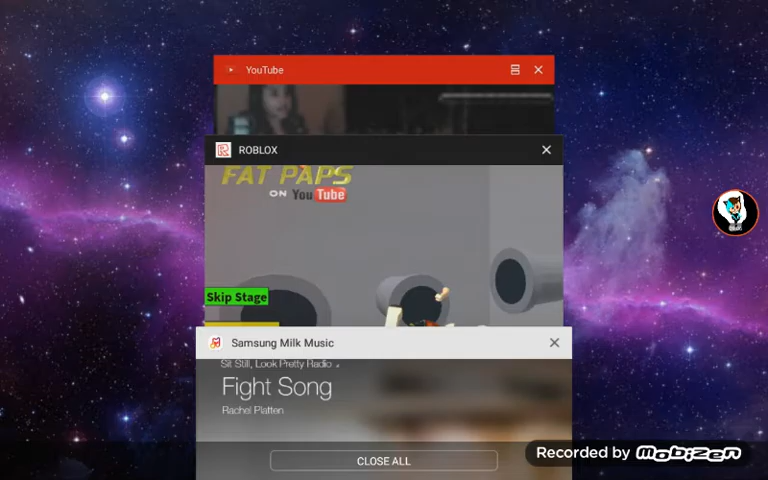 YouTube
ROBLOX
FAT PAPS
ON YouTube
Skip Stage
Samsung Milk Music
Sit Still, Look Pretty Radio
Fight Song
Rachel Platten
CLOSE ALL
Recorded by Mobizen